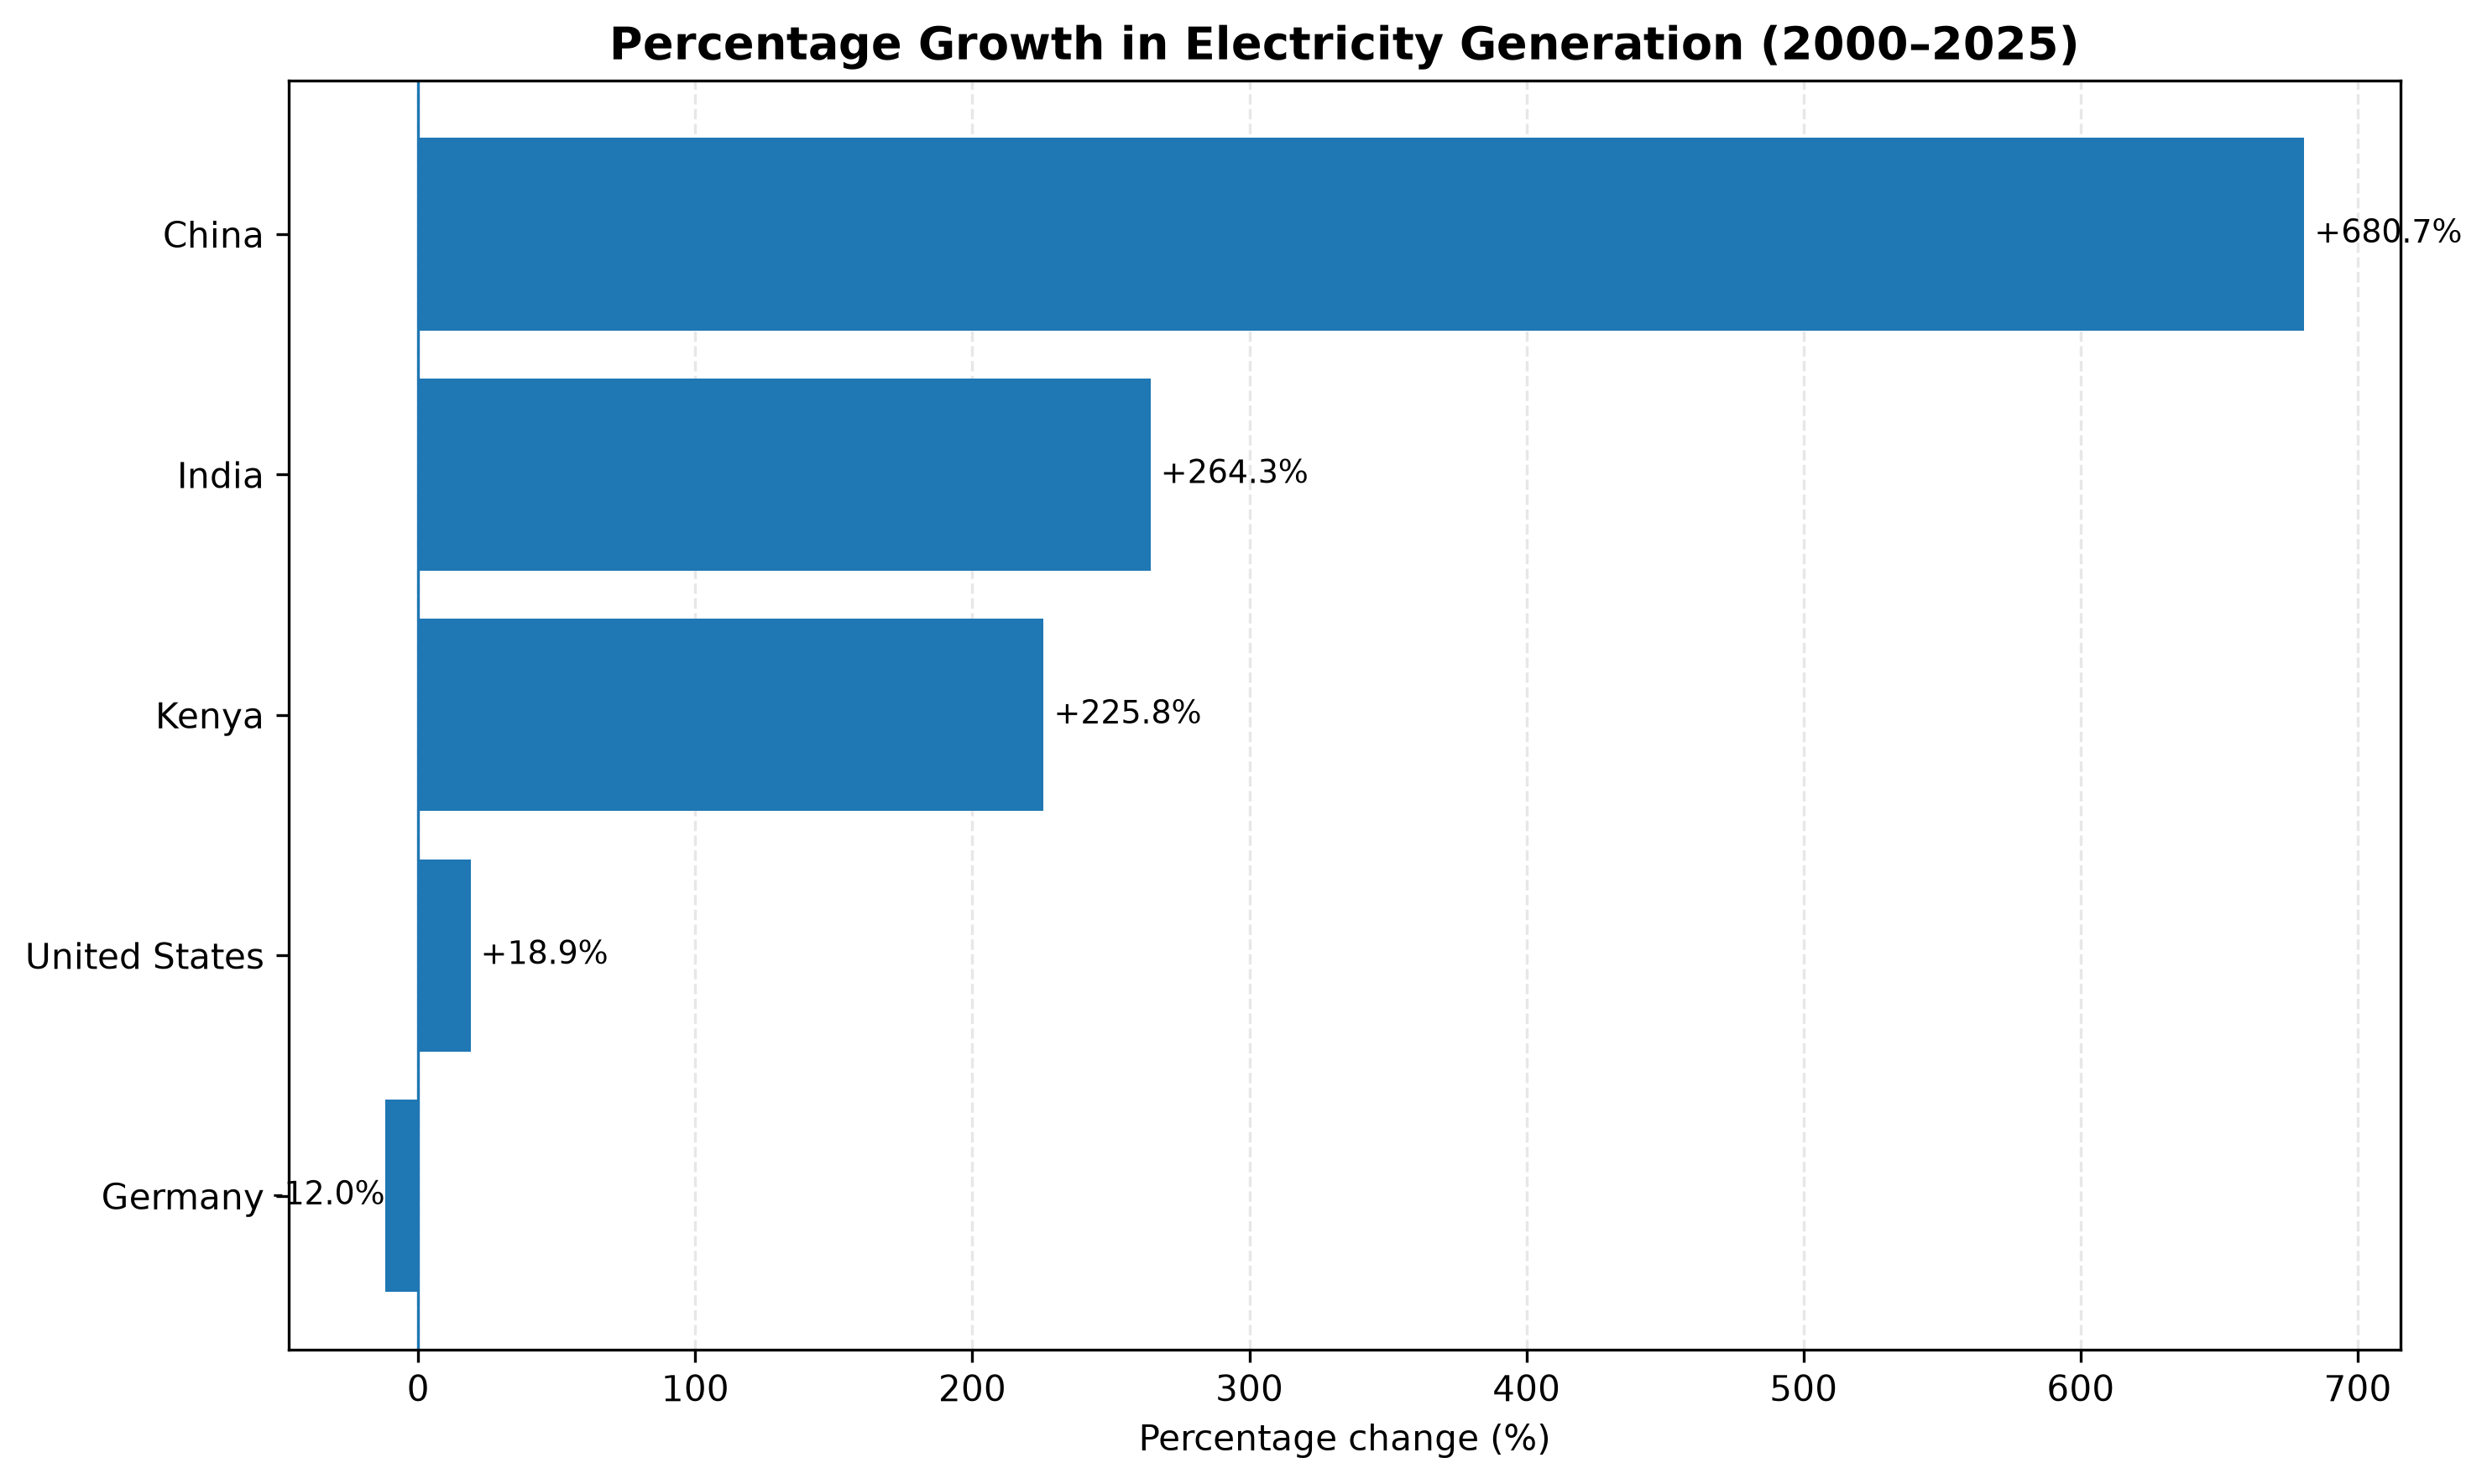 Percentage Growth in Electricity Generation (2000–2025)
China
+680.7%
India
+264.3%
Kenya
+225.8%
United States
+18.9%
Germany
-12.0%
0 100 200 300 400 500 600 700
Percentage change (%)